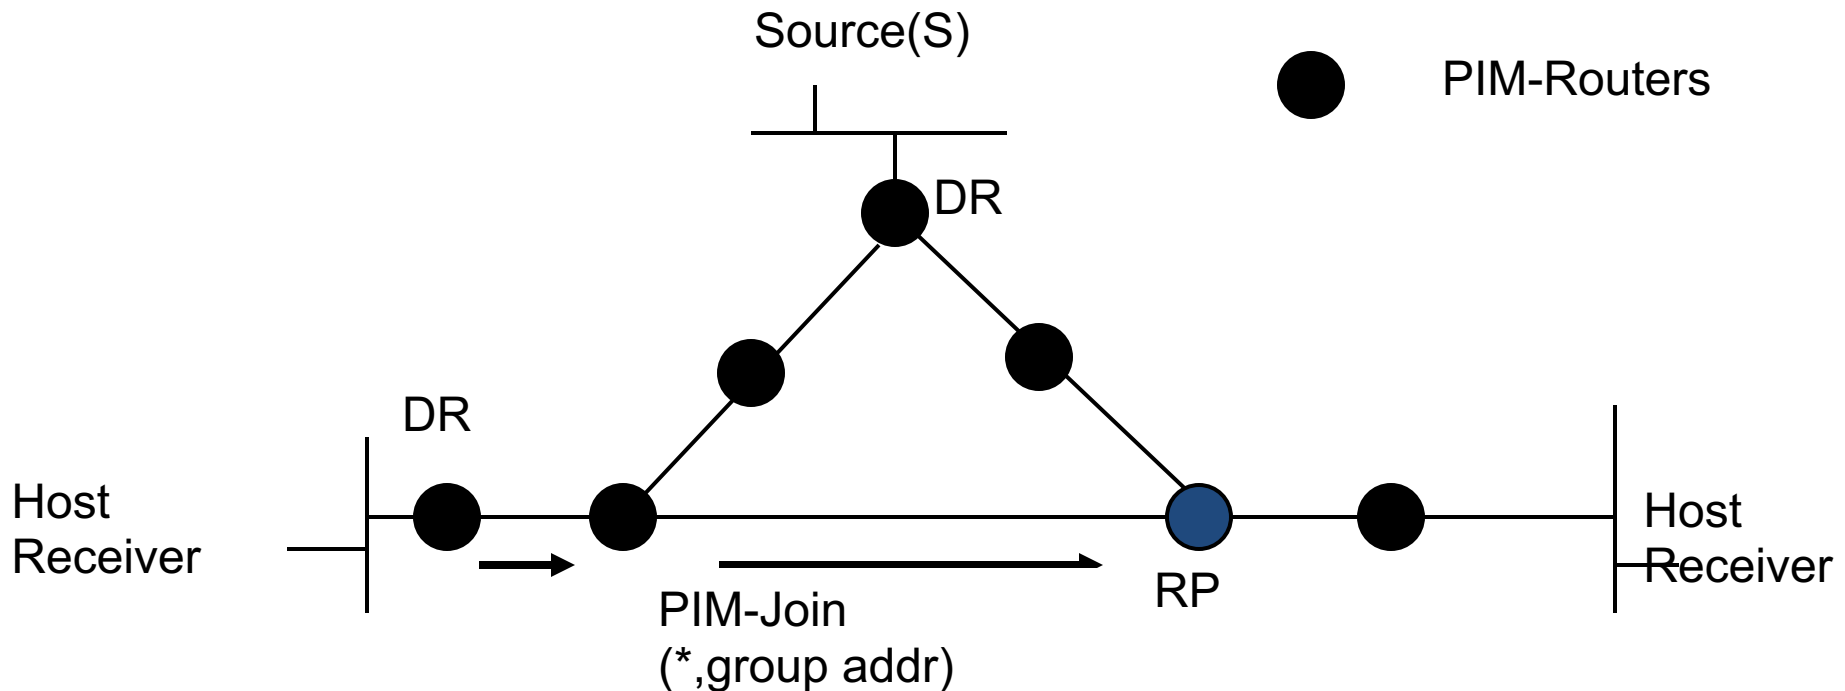 Source(S)
PIM-Routers
DR
DR
Host
Receiver
Host
Receiver
RP
PIM-Join
(*,group addr)